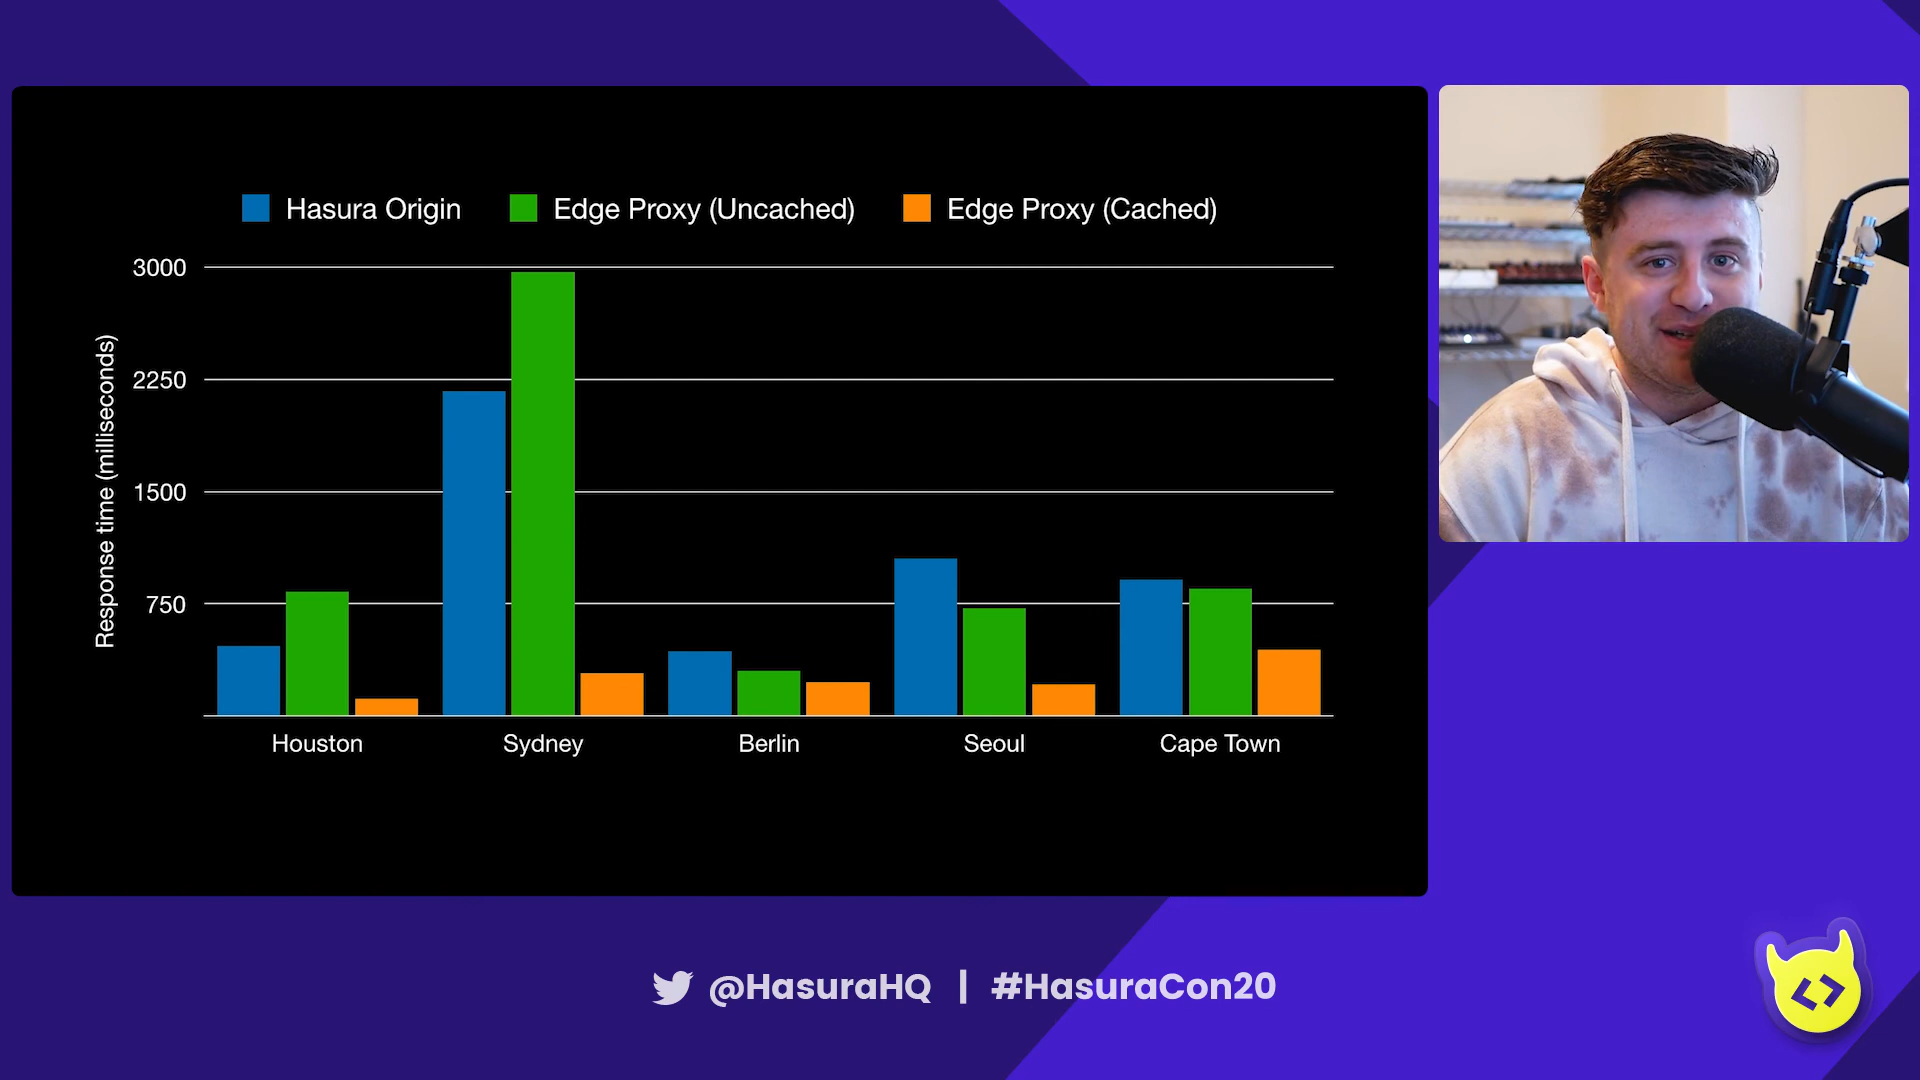 Hasura Origin Edge Proxy (Uncached) Edge Proxy (Cached)
3000
2250
1500
750
Response time (milliseconds)
Houston Sydney Berlin Seoul Cape Town
@HasuraHQ | #HasuraCon20